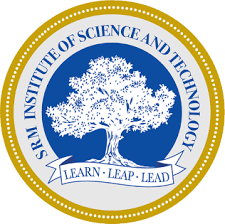 SRM INSTITUTE OF SCIENCE AND TECHNOLOGY
LEARN · LEAP · LEAD